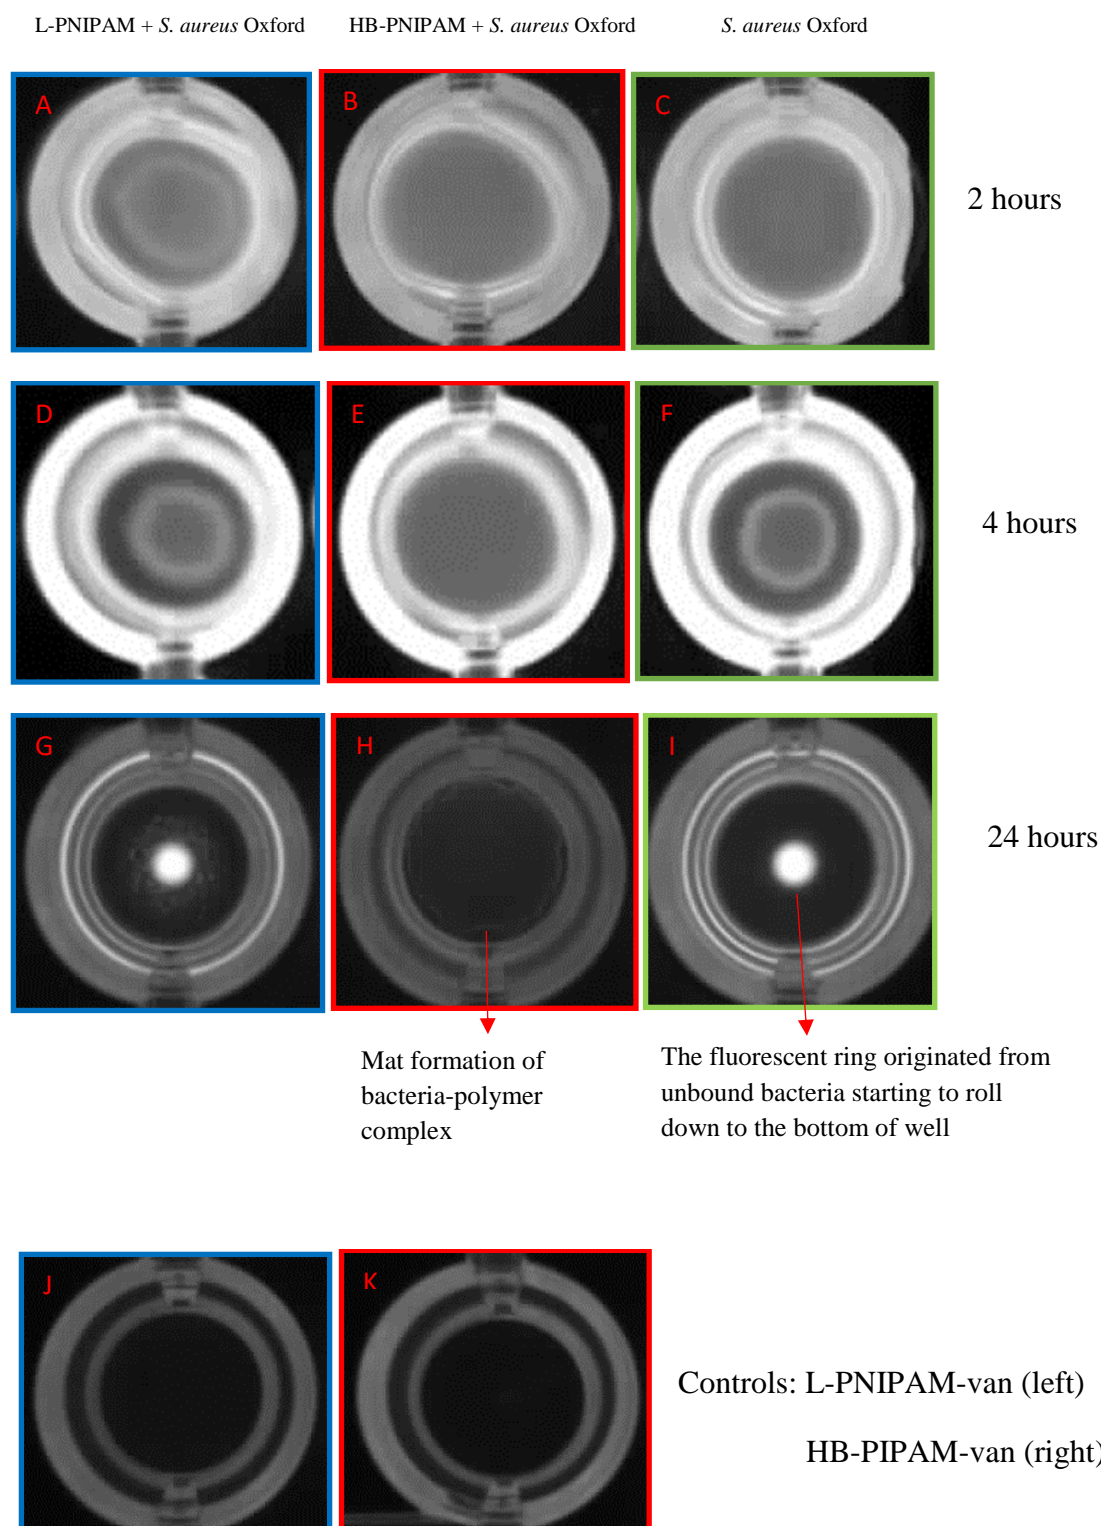 L-PNIPAM + S. aureus Oxford
HB-PNIPAM + S. aureus Oxford
S. aureus Oxford
A
B
C
2 hours
D
E
F
4 hours
G
H
I
24 hours
Mat formation of
bacteria-polymer
complex
The fluorescent ring originated from
unbound bacteria starting to roll
down to the bottom of well
J
K
Controls: L-PNIPAM-van (left)
HB-PIPAM-van (right)